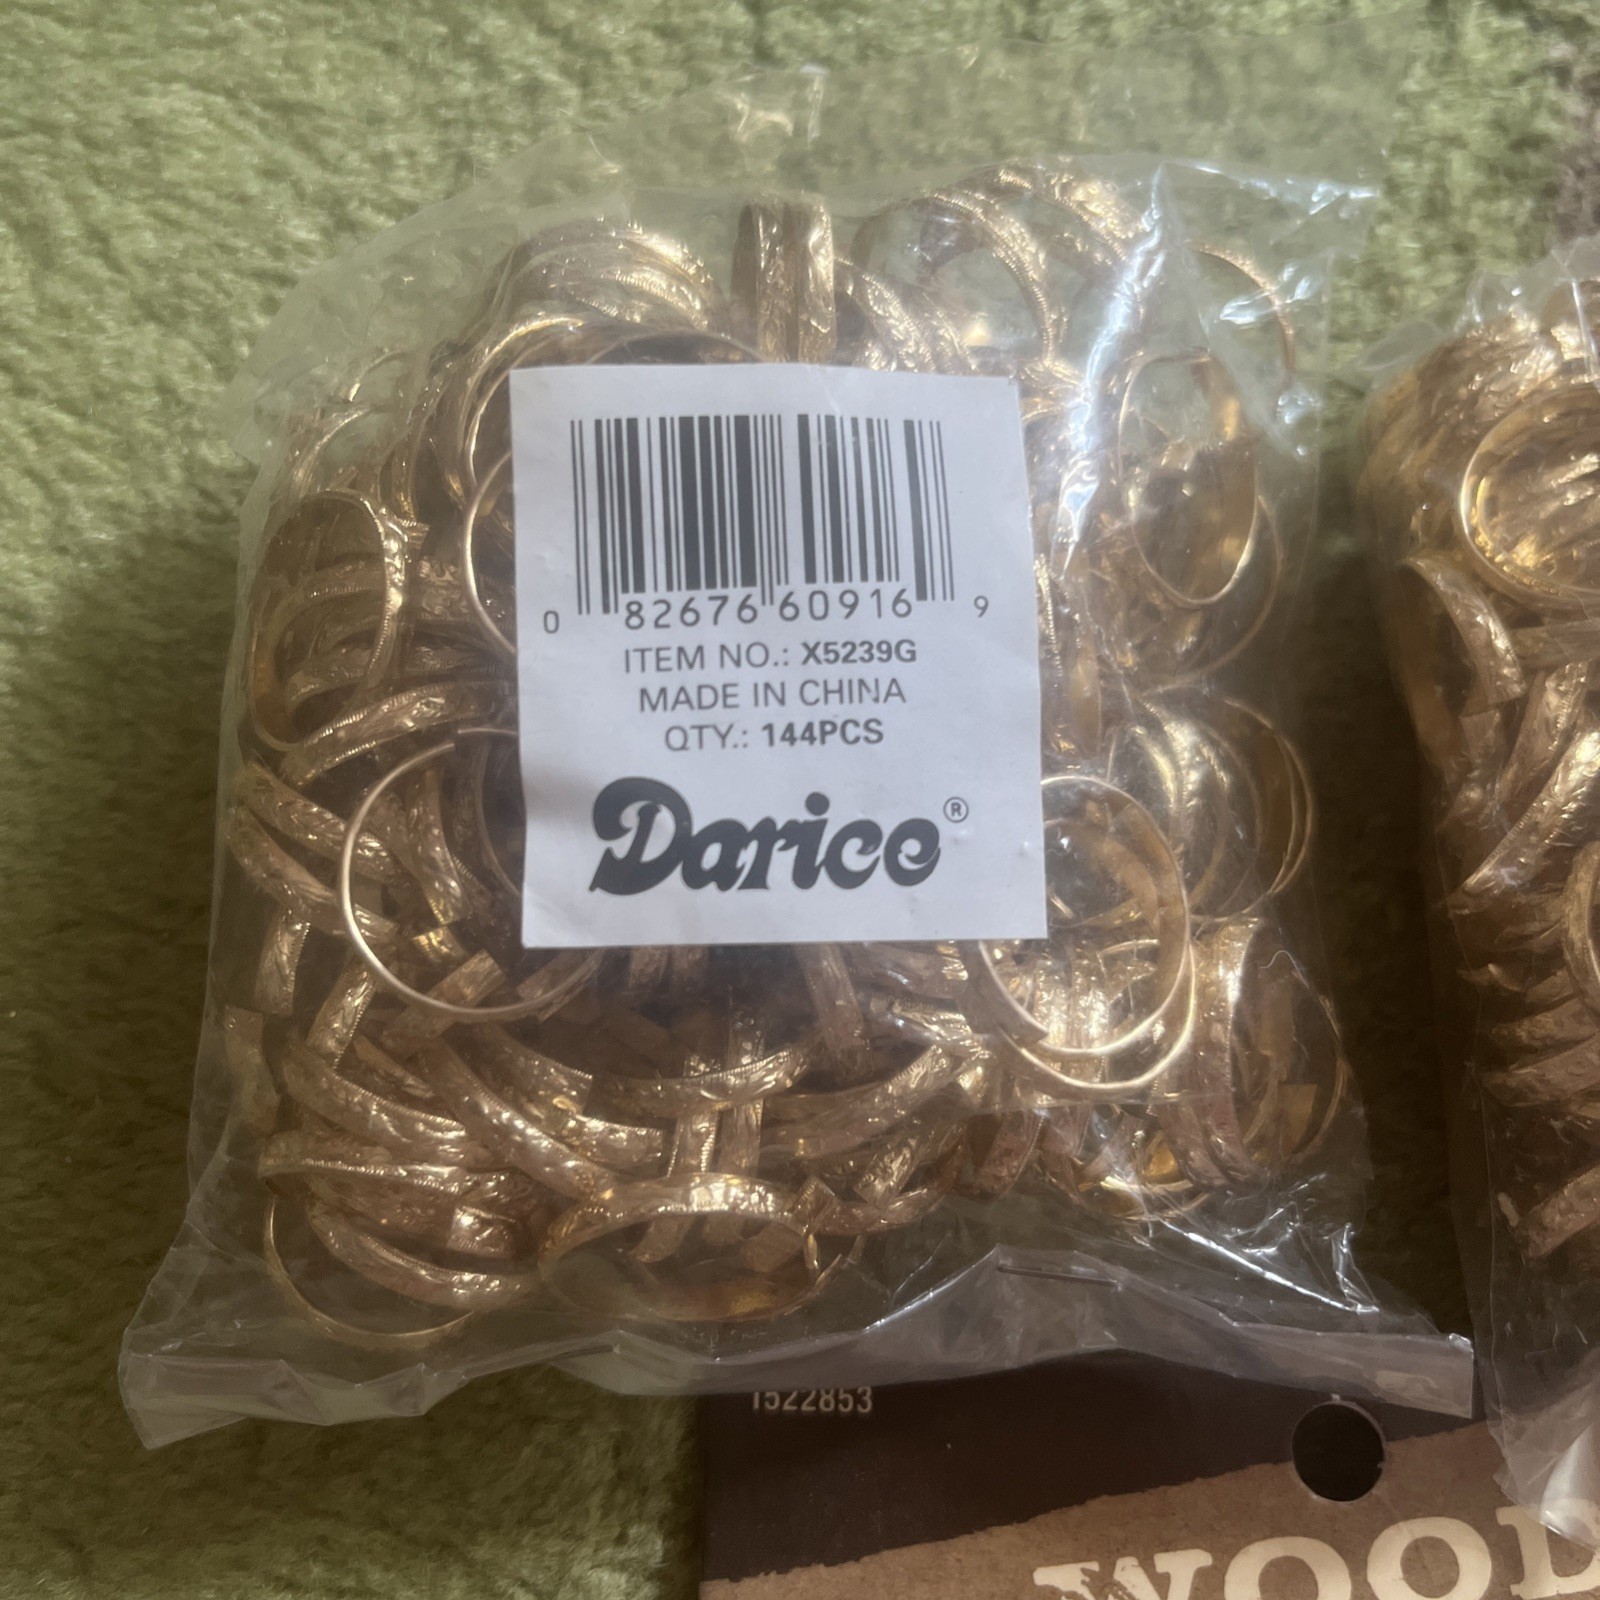 0 82676 60916 9
ITEM NO.: X5239G
MADE IN CHINA
QTY.: 144PCS
Darice®
1522853
WOOD